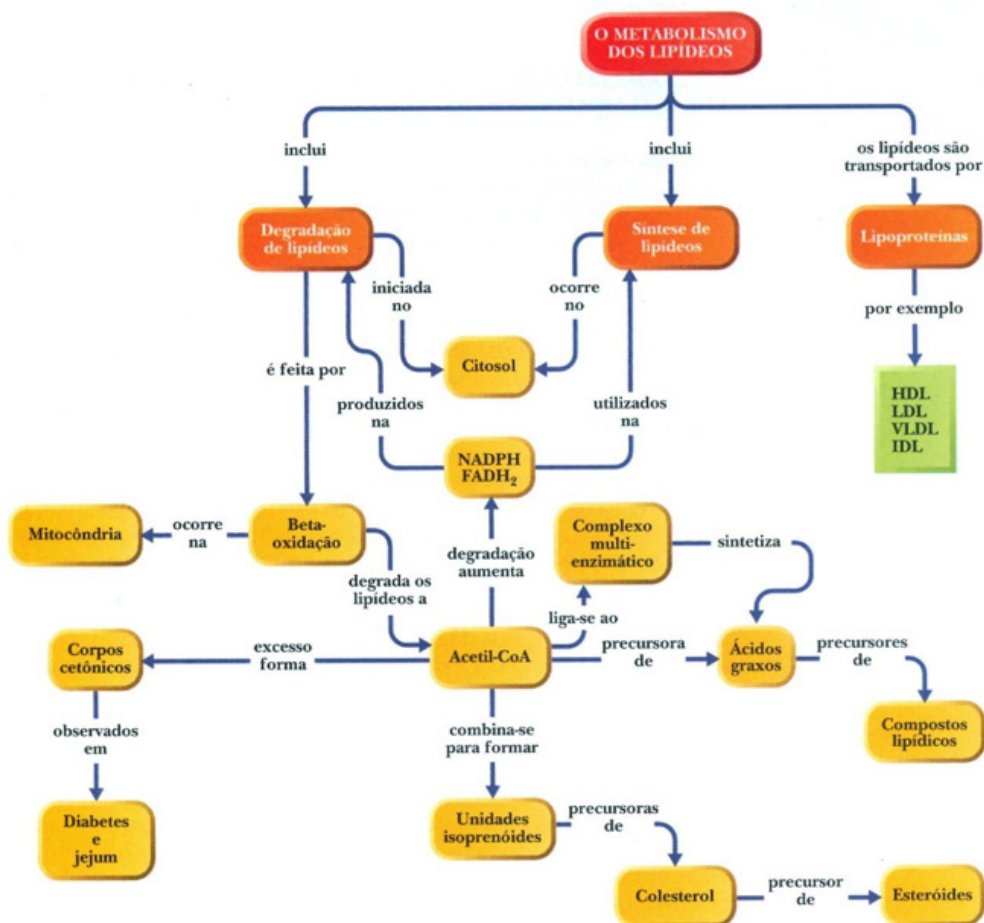 O METABOLISMO
DOS LIPÍDEOS
inclui
inclui
os lipídeos são
transportados por
Degradação
de lipídeos
Síntese de
lipídeos
Lipoproteínas
iniciada
no
ocorre
no
por exemplo
Citosol
é feita por
produzidos
na
utilizados
na
HDL
LDL
VLDL
IDL
NADPH
FADH₂
Mitocôndria
ocorre
na
Beta-
oxidação
Complexo
multi-
enzimático
sintetiza
degradação
aumenta
degrada os
lipídeos a
liga-se ao
Corpos
cetônicos
excesso
forma
Acetil-CoA
precursora
de
Ácidos
graxos
precursores
de
Compostos
lipídicos
observados
em
combina-se
para formar
Diabetes
e
jejum
Unidades
isoprenóides
precursoras
de
Colesterol
precursor
de
Esteróides